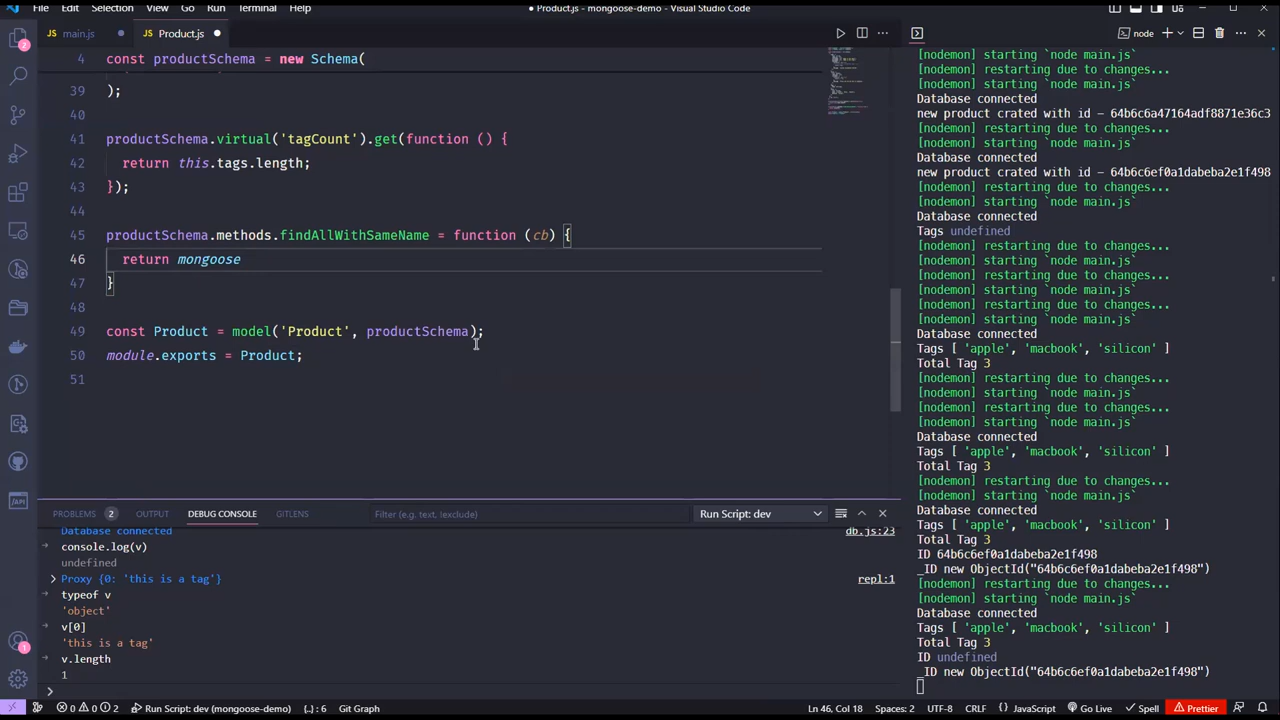 File Edit Selection View Go Run Terminal Help
● Product.js - mongoose-demo - Visual Studio Code
main.js ●
Product.js ●
node
4 const productSchema = new Schema(
39 );
40
41 productSchema.virtual('tagCount').get(function () {
42 return this.tags.length;
43 });
44
45 productSchema.methods.findAllWithSameName = function (cb) {
46 return mongoose
47 }
48
49 const Product = model('Product', productSchema);
50 module.exports = Product;
51
PROBLEMS 2 OUTPUT DEBUG CONSOLE GITLENS
Filter (e.g. text, !exclude)
Run Script: dev
Database connected db.js:23
console.log(v)
undefined
Proxy {0: 'this is a tag'} repl:1
typeof v
'object'
v[0]
'this is a tag'
v.length
1
[nodemon] starting `node main.js`
[nodemon] restarting due to changes...
[nodemon] starting `node main.js`
Database connected
new product crated with id – 64b6c6a47164adf8871e36c3
[nodemon] restarting due to changes...
[nodemon] starting `node main.js`
Database connected
new product crated with id – 64b6c6ef0a1dabeba2e1f498
[nodemon] restarting due to changes...
[nodemon] starting `node main.js`
Database connected
Tags undefined
[nodemon] restarting due to changes...
[nodemon] starting `node main.js`
[nodemon] restarting due to changes...
[nodemon] starting `node main.js`
[nodemon] restarting due to changes...
[nodemon] starting `node main.js`
Database connected
Tags [ 'apple', 'macbook', 'silicon' ]
Total Tag 3
[nodemon] restarting due to changes...
[nodemon] starting `node main.js`
[nodemon] restarting due to changes...
[nodemon] starting `node main.js`
Database connected
Tags [ 'apple', 'macbook', 'silicon' ]
Total Tag 3
[nodemon] restarting due to changes...
[nodemon] starting `node main.js`
Database connected
Tags [ 'apple', 'macbook', 'silicon' ]
Total Tag 3
ID 64b6c6ef0a1dabeba2e1f498
_ID new ObjectId("64b6c6ef0a1dabeba2e1f498")
[nodemon] restarting due to changes...
[nodemon] starting `node main.js`
Database connected
Tags [ 'apple', 'macbook', 'silicon' ]
Total Tag 3
ID undefined
_ID new ObjectId("64b6c6ef0a1dabeba2e1f498")
2
/API
1
0 0 2 Run Script: dev (mongoose-demo) {..} : 6 Git Graph
Ln 46, Col 18 Spaces: 2 UTF-8 CRLF {} JavaScript Go Live Spell Prettier